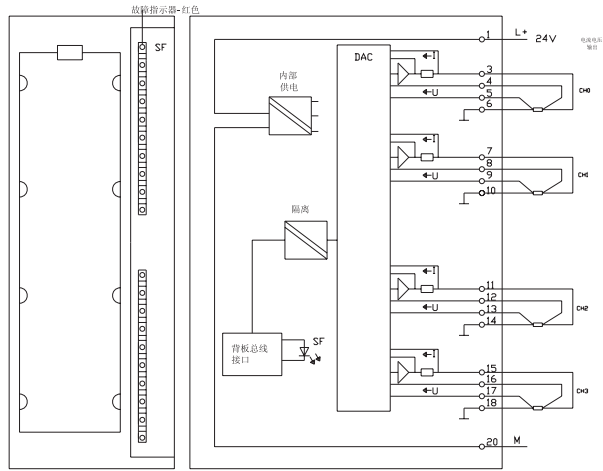 故障指示器-红色
SF
1
L+
24V
电流电压
输出
DAC
内部
供电
I
U
3
4
5
6
CH0
I
U
7
8
9
10
CH1
隔离
I
U
11
12
13
14
CH2
背板总线
接口
SF
I
U
15
16
17
18
CH3
20
M